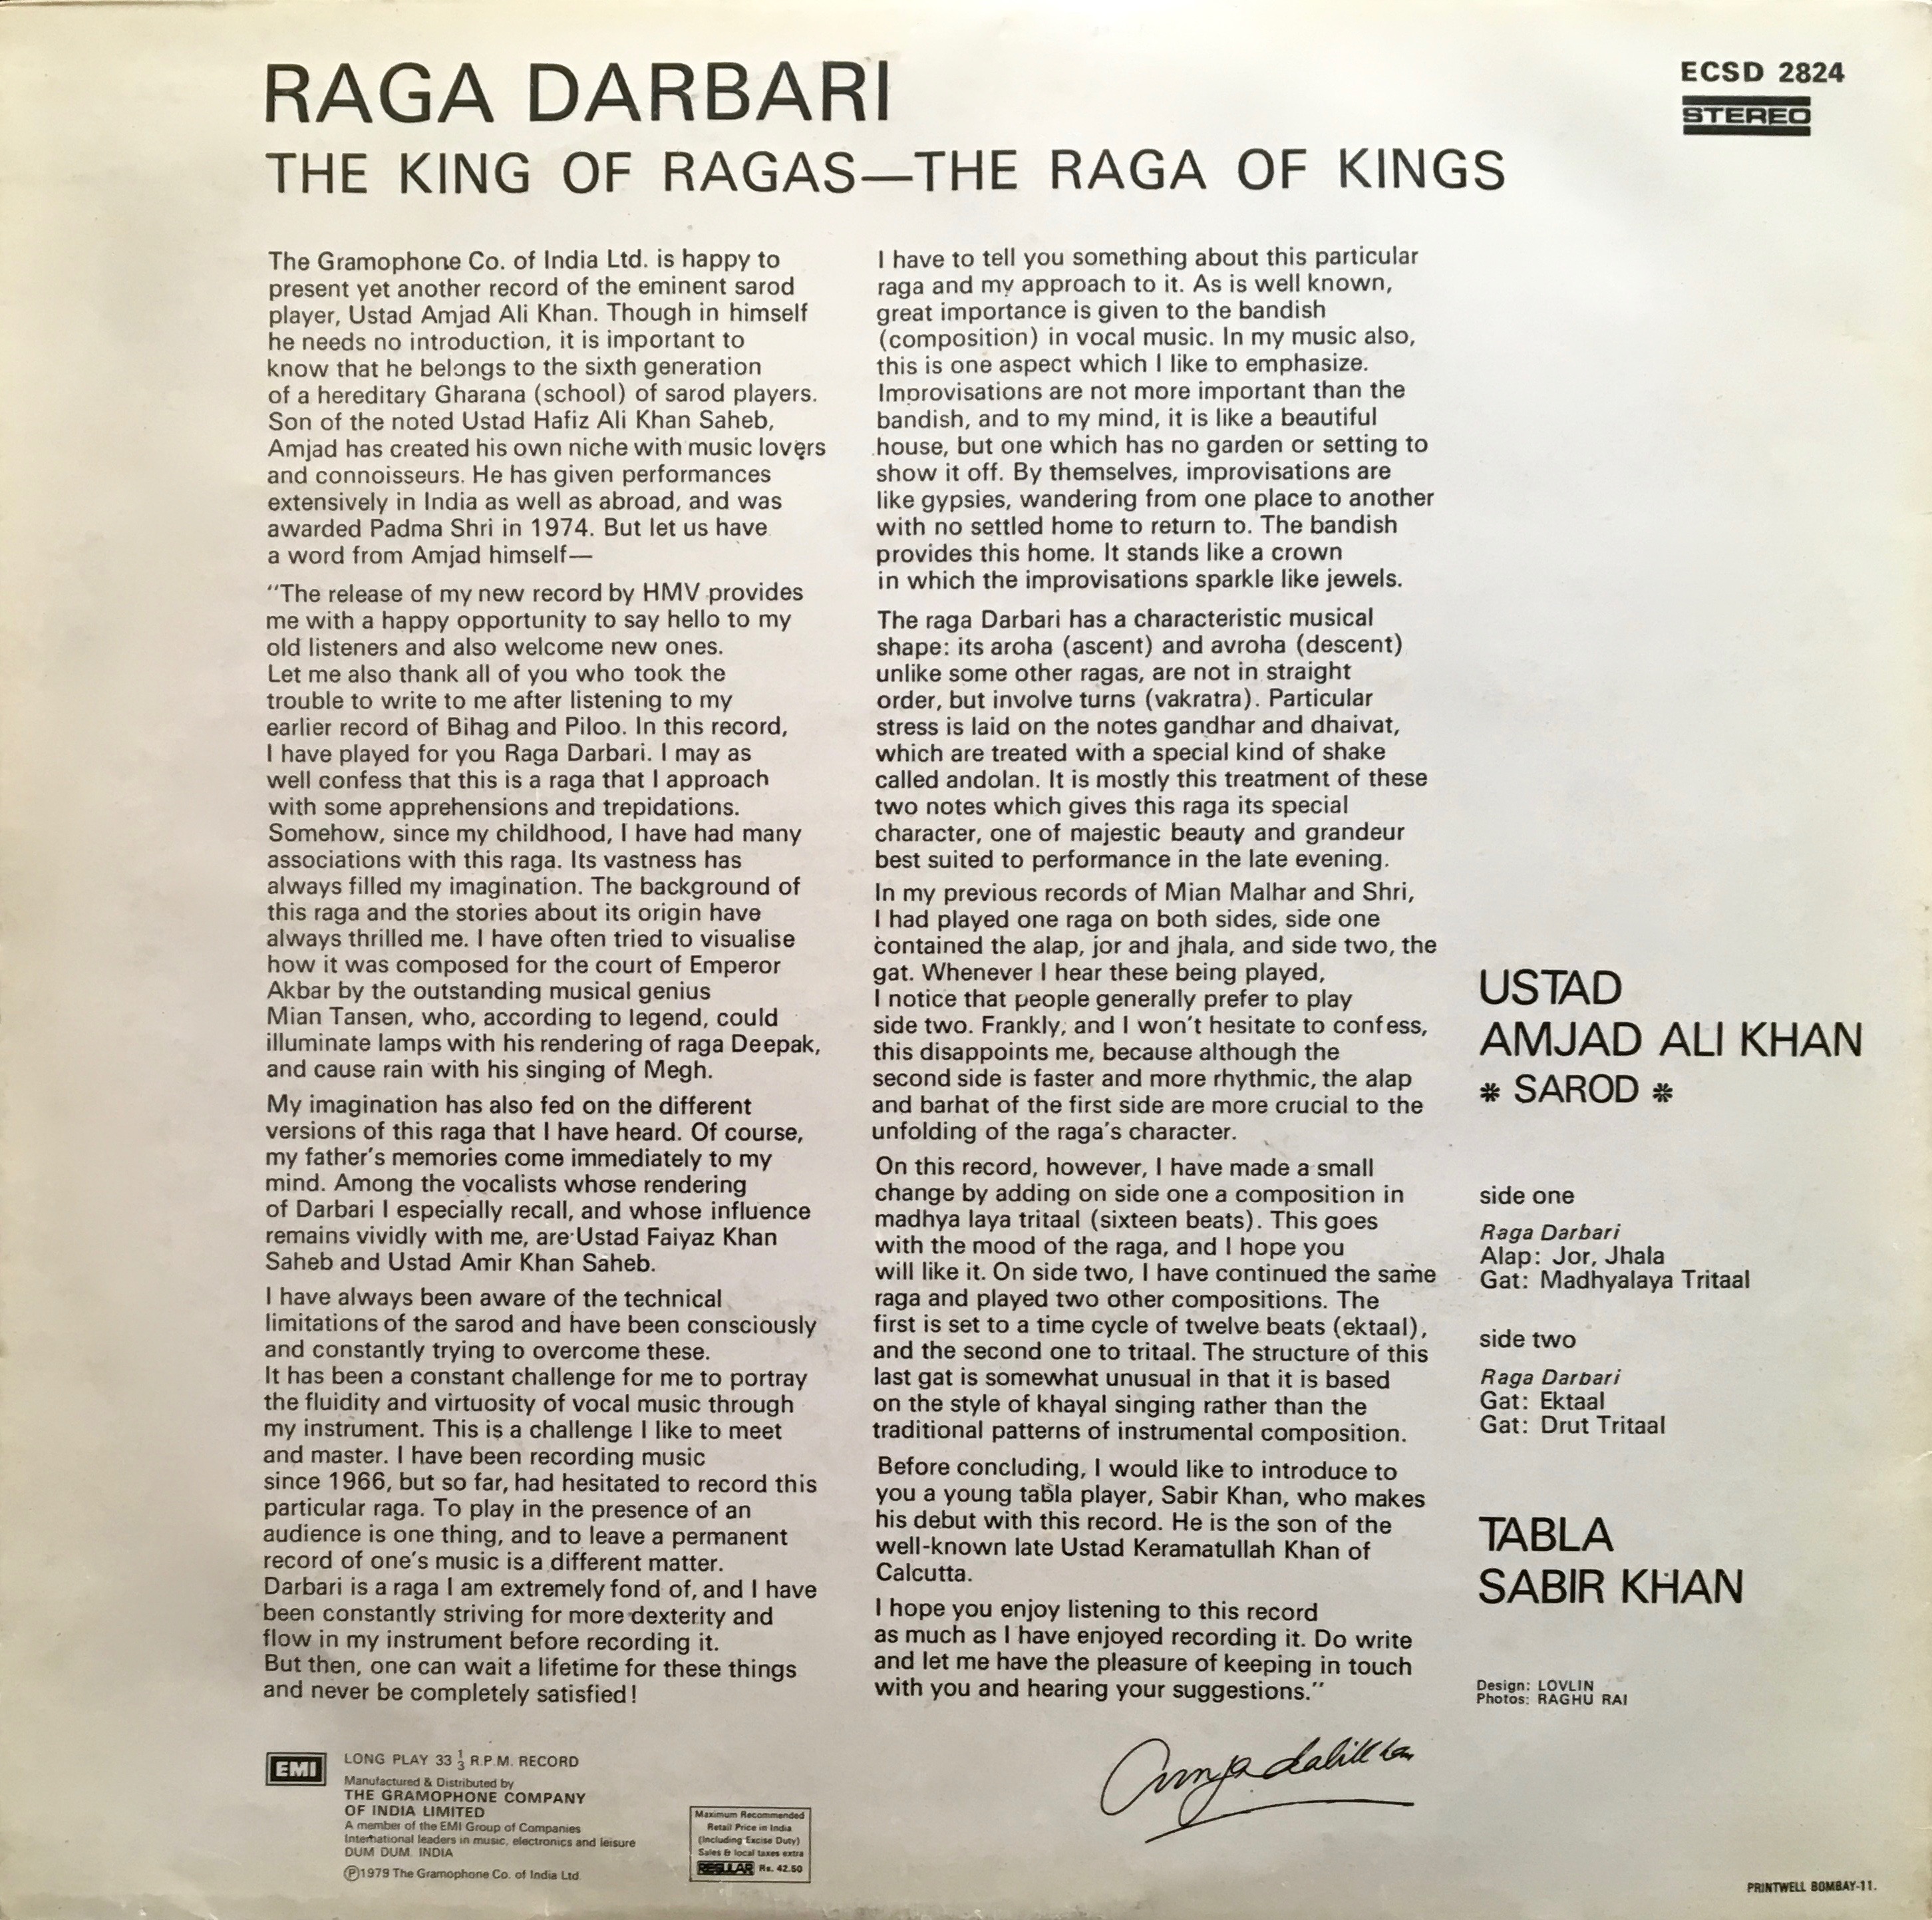 RAGA DARBARI
THE KING OF RAGAS—THE RAGA OF KINGS
ECSD 2824
STEREO
The Gramophone Co. of India Ltd. is happy to
present yet another record of the eminent sarod
player, Ustad Amjad Ali Khan. Though in himself
he needs no introduction, it is important to
know that he belongs to the sixth generation
of a hereditary Gharana (school) of sarod players.
Son of the noted Ustad Hafiz Ali Khan Saheb,
Amjad has created his own niche with music lovers
and connoisseurs. He has given performances
extensively in India as well as abroad, and was
awarded Padma Shri in 1974. But let us have
a word from Amjad himself—
"The release of my new record by HMV provides
me with a happy opportunity to say hello to my
old listeners and also welcome new ones.
Let me also thank all of you who took the
trouble to write to me after listening to my
earlier record of Bihag and Piloo. In this record,
I have played for you Raga Darbari. I may as
well confess that this is a raga that I approach
with some apprehensions and trepidations.
Somehow, since my childhood, I have had many
associations with this raga. Its vastness has
always filled my imagination. The background of
this raga and the stories about its origin have
always thrilled me. I have often tried to visualise
how it was composed for the court of Emperor
Akbar by the outstanding musical genius
Mian Tansen, who, according to legend, could
illuminate lamps with his rendering of raga Deepak,
and cause rain with his singing of Megh.
My imagination has also fed on the different
versions of this raga that I have heard. Of course,
my father's memories come immediately to my
mind. Among the vocalists whose rendering
of Darbari I especially recall, and whose influence
remains vividly with me, are Ustad Faiyaz Khan
Saheb and Ustad Amir Khan Saheb.
I have always been aware of the technical
limitations of the sarod and have been consciously
and constantly trying to overcome these.
It has been a constant challenge for me to portray
the fluidity and virtuosity of vocal music through
my instrument. This is a challenge I like to meet
and master. I have been recording music
since 1966, but so far, had hesitated to record this
particular raga. To play in the presence of an
audience is one thing, and to leave a permanent
record of one's music is a different matter.
Darbari is a raga I am extremely fond of, and I have
been constantly striving for more dexterity and
flow in my instrument before recording it.
But then, one can wait a lifetime for these things
and never be completely satisfied!
I have to tell you something about this particular
raga and my approach to it. As is well known,
great importance is given to the bandish
(composition) in vocal music. In my music also,
this is one aspect which I like to emphasize.
Improvisations are not more important than the
bandish, and to my mind, it is like a beautiful
house, but one which has no garden or setting to
show it off. By themselves, improvisations are
like gypsies, wandering from one place to another
with no settled home to return to. The bandish
provides this home. It stands like a crown
in which the improvisations sparkle like jewels.
The raga Darbari has a characteristic musical
shape: its aroha (ascent) and avroha (descent)
unlike some other ragas, are not in straight
order, but involve turns (vakratra). Particular
stress is laid on the notes gandhar and dhaivat,
which are treated with a special kind of shake
called andolan. It is mostly this treatment of these
two notes which gives this raga its special
character, one of majestic beauty and grandeur
best suited to performance in the late evening.
In my previous records of Mian Malhar and Shri,
I had played one raga on both sides, side one
contained the alap, jor and jhala, and side two, the
gat. Whenever I hear these being played,
I notice that people generally prefer to play
side two. Frankly, and I won't hesitate to confess,
this disappoints me, because although the
second side is faster and more rhythmic, the alap
and barhat of the first side are more crucial to the
unfolding of the raga's character.
On this record, however, I have made a small
change by adding on side one a composition in
madhya laya tritaal (sixteen beats). This goes
with the mood of the raga, and I hope you
will like it. On side two, I have continued the same
raga and played two other compositions. The
first is set to a time cycle of twelve beats (ektaal),
and the second one to tritaal. The structure of this
last gat is somewhat unusual in that it is based
on the style of khayal singing rather than the
traditional patterns of instrumental composition.
Before concluding, I would like to introduce to
you a young tabla player, Sabir Khan, who makes
his debut with this record. He is the son of the
well-known late Ustad Keramatullah Khan of
Calcutta.
I hope you enjoy listening to this record
as much as I have enjoyed recording it. Do write
and let me have the pleasure of keeping in touch
with you and hearing your suggestions."
Amjad Ali Khan
USTAD
AMJAD ALI KHAN
* SAROD *
side one
Raga Darbari
Alap: Jor, Jhala
Gat: Madhyalaya Tritaal
side two
Raga Darbari
Gat: Ektaal
Gat: Drut Tritaal
TABLA
SABIR KHAN
Design: LOVLIN
Photos: RAGHU RAI
EMI
LONG PLAY 33 1/3 R.P.M. RECORD
Manufactured & Distributed by
THE GRAMOPHONE COMPANY
OF INDIA LIMITED
A member of the EMI Group of Companies
International leaders in music, electronics and leisure
DUM DUM. INDIA
Ⓟ1979 The Gramophone Co. of India Ltd.
Maximum Recommended
Retail Price in India
(Including Excise Duty)
Sales & local taxes extra
REGULAR Rs. 42.50
PRINTWELL BOMBAY-11.